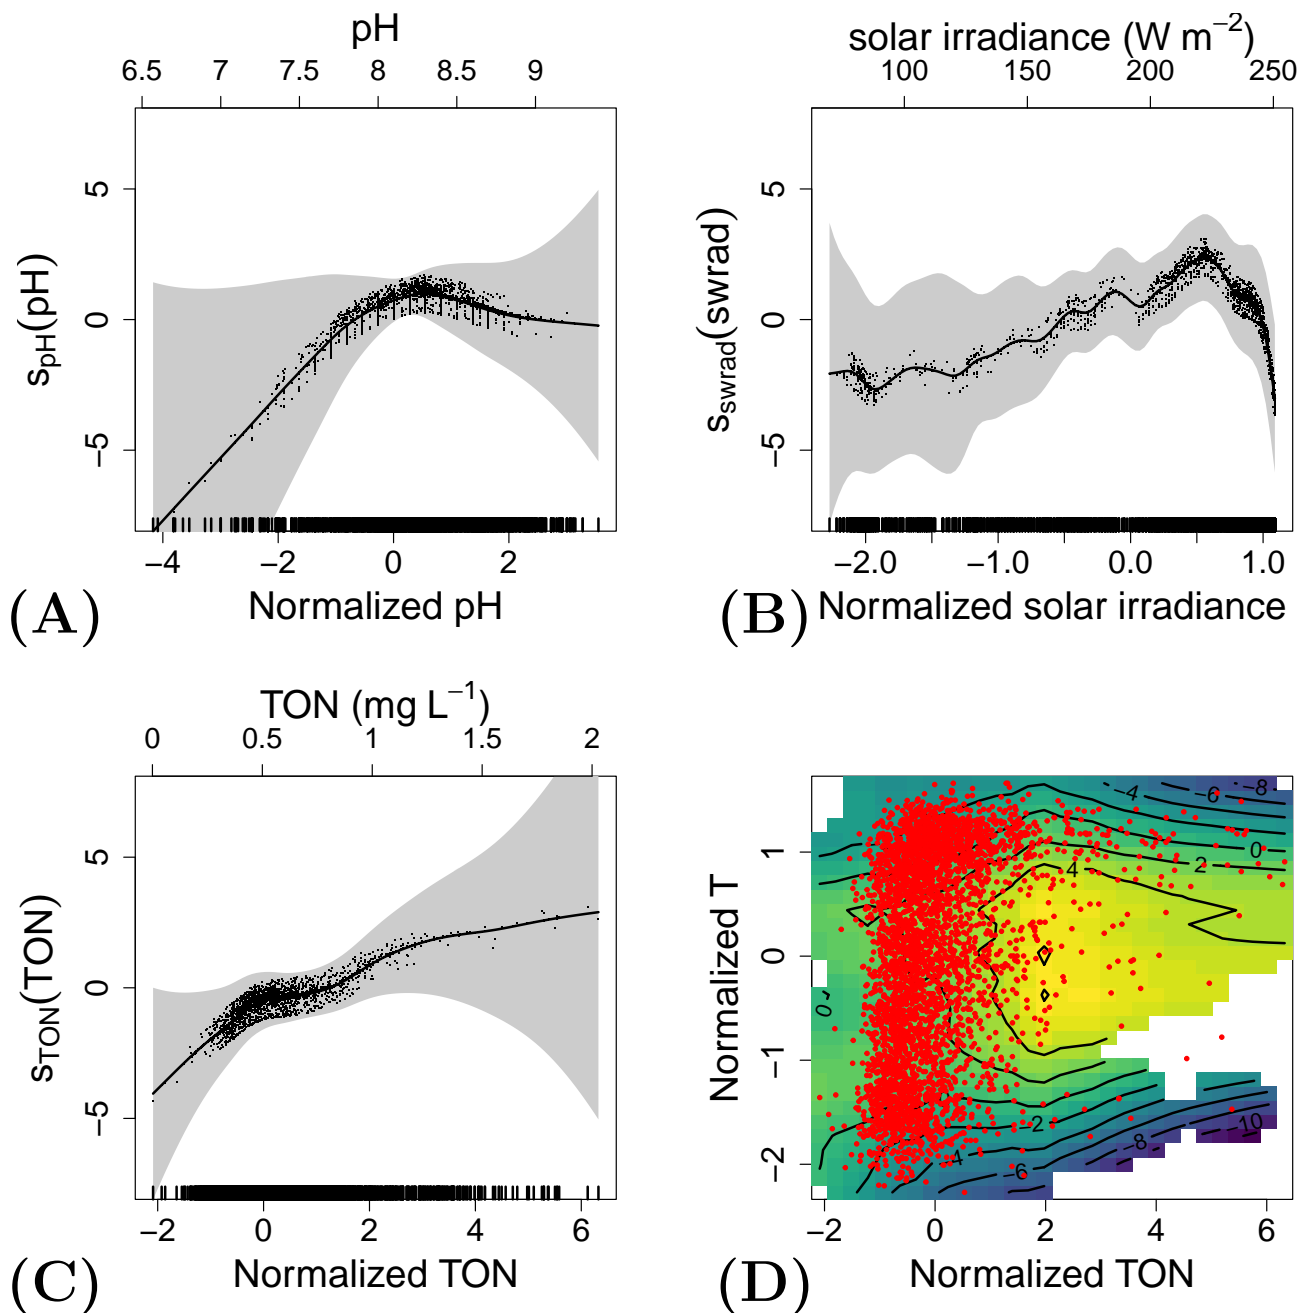 pH
6.5 7 7.5 8 8.5 9
5
0
−5
s_pH(pH)
−4 −2 0 2
Normalized pH
(A)
solar irradiance (W m⁻²)
100 150 200 250
5
0
−5
s_swrad(swrad)
−2.0 −1.0 0.0 1.0
Normalized solar irradiance
(B)
TON (mg L⁻¹)
0 0.5 1 1.5 2
5
0
−5
s_TON(TON)
−2 0 2 4 6
Normalized TON
(C)
−4 −6 −8
0
2
4
0
−2
−4 −6 −8 −10
1
0
−1
−2
Normalized T
−2 0 2 4 6
Normalized TON
(D)